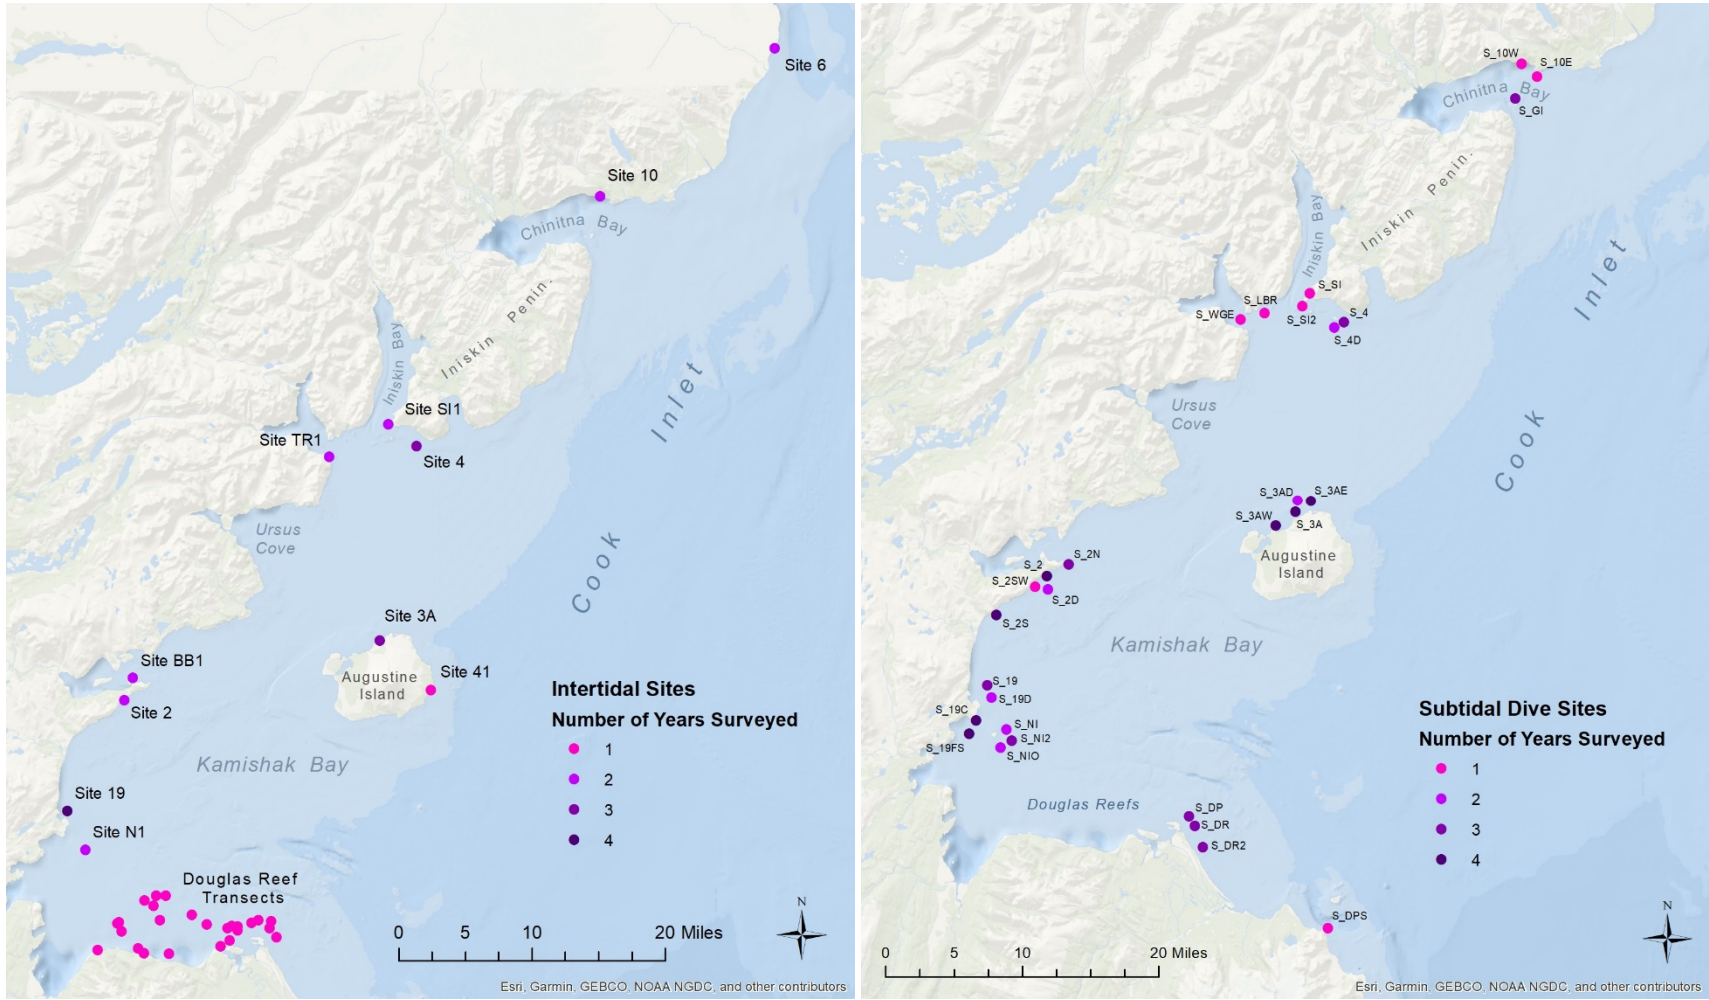 Site 6
Site 10
Chinitna Bay
Iniskin Bay
Iniskin Penin.
Site SI1
Site TR1
Site 4
Inlet
Cook
Ursus
Cove
Site 3A
Site BB1
Site 41
Augustine
Island
Site 2
Kamishak Bay
Site 19
Site N1
Douglas Reef
Transects
Intertidal Sites
Number of Years Surveyed
1
2
3
4
N
0 5 10 20 Miles
Esri, Garmin, GEBCO, NOAA NGDC, and other contributors
S_10W
S_10E
Chinitna Bay
S_GI
Iniskin Penin.
Iniskin Bay
S_SI
S_LBR
S_WGE
S_SI2
S_4
S_4D
Inlet
Cook
Ursus
Cove
S_3AD
S_3AE
S_3AW
S_3A
Augustine
Island
S_2N
S_2
S_2SW
S_2D
S_2S
Kamishak Bay
S_19
S_19D
S_19C
S_NI
S_NI2
S_19FS
S_NIO
Douglas Reefs
S_DP
S_DR
S_DR2
S_DPS
Subtidal Dive Sites
Number of Years Surveyed
1
2
3
4
N
0 5 10 20 Miles
Esri, Garmin, GEBCO, NOAA NGDC, and other contributors